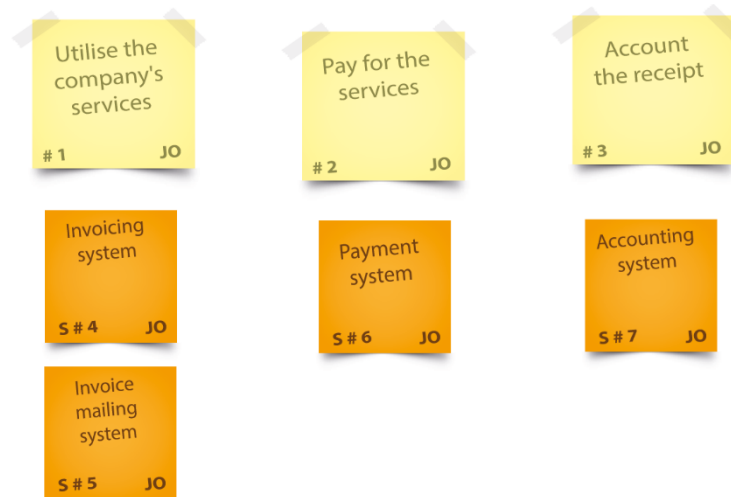 Utilise the
company's
services
# 1 JO
Pay for the
services
# 2 JO
Account
the receipt
# 3 JO
Invoicing
system
S # 4 JO
Payment
system
S # 6 JO
Accounting
system
S # 7 JO
Invoice
mailing
system
S # 5 JO